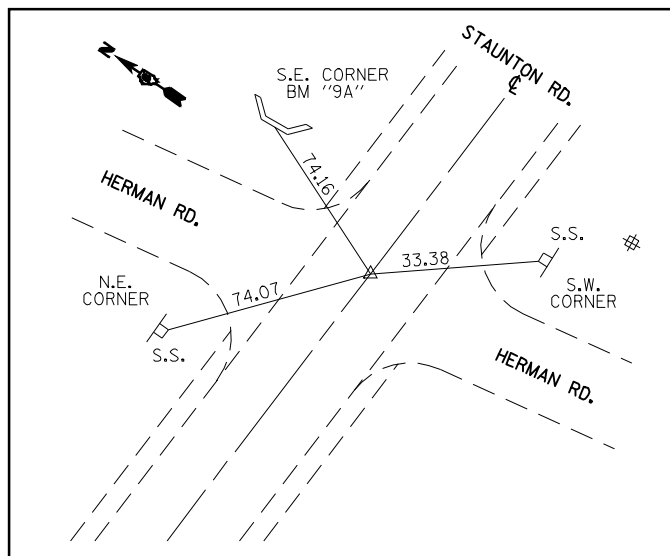 STAUNTON RD.
℄
N
S.E. CORNER
BM "9A"
74.16
HERMAN RD.
S.S.
33.38
S.W.
CORNER
N.E.
CORNER
74.07
S.S.
HERMAN RD.